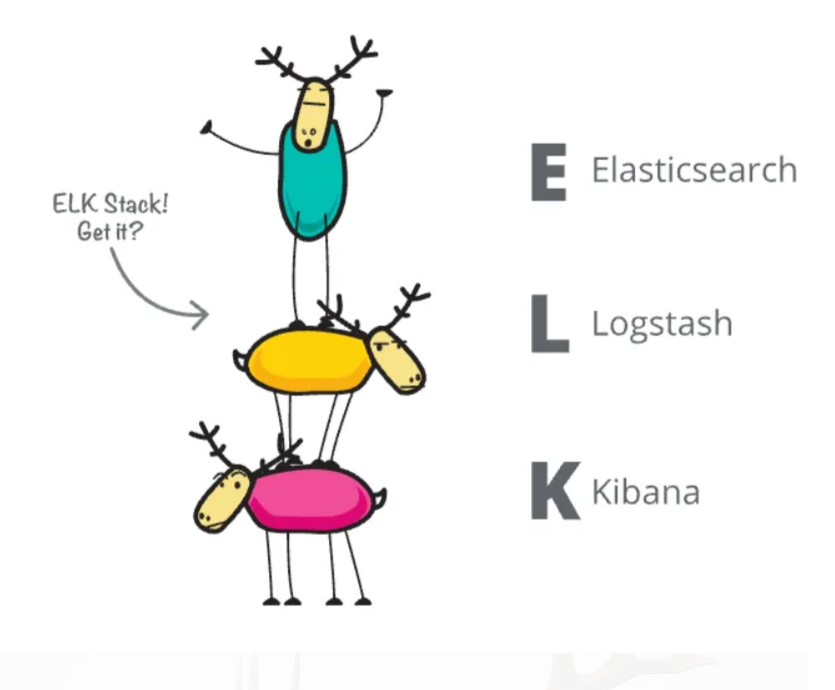 ELK Stack!
Get it?
E Elasticsearch
L Logstash
K Kibana